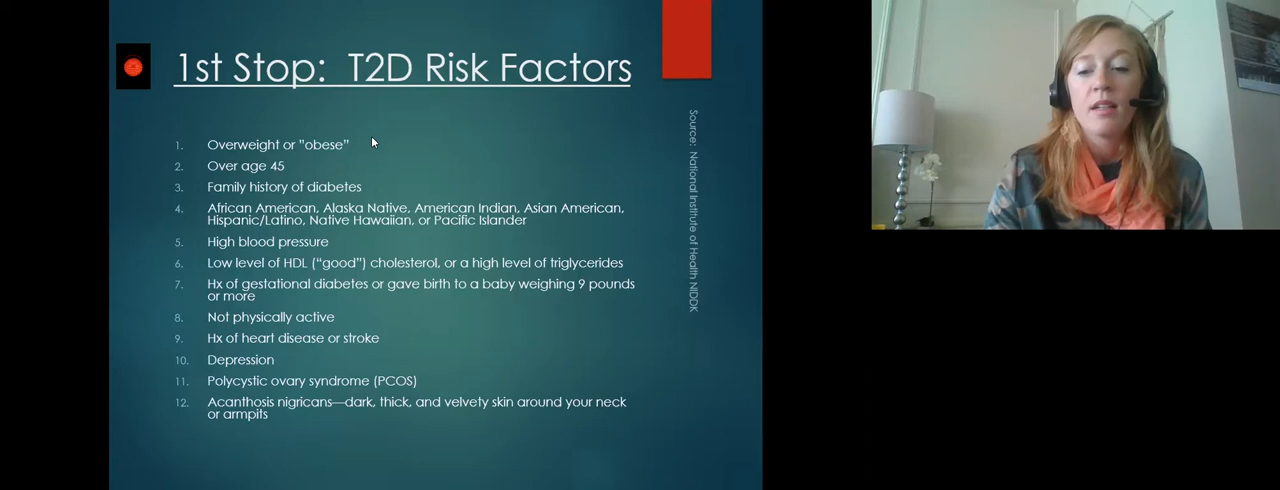 1st Stop:  T2D Risk Factors
1. Overweight or "obese"
2. Over age 45
3. Family history of diabetes
4. African American, Alaska Native, American Indian, Asian American,
Hispanic/Latino, Native Hawaiian, or Pacific Islander
5. High blood pressure
6. Low level of HDL (“good”) cholesterol, or a high level of triglycerides
7. Hx of gestational diabetes or gave birth to a baby weighing 9 pounds
or more
8. Not physically active
9. Hx of heart disease or stroke
10. Depression
11. Polycystic ovary syndrome (PCOS)
12. Acanthosis nigricans—dark, thick, and velvety skin around your neck
or armpits
Source: National Institute of Health NIDDK